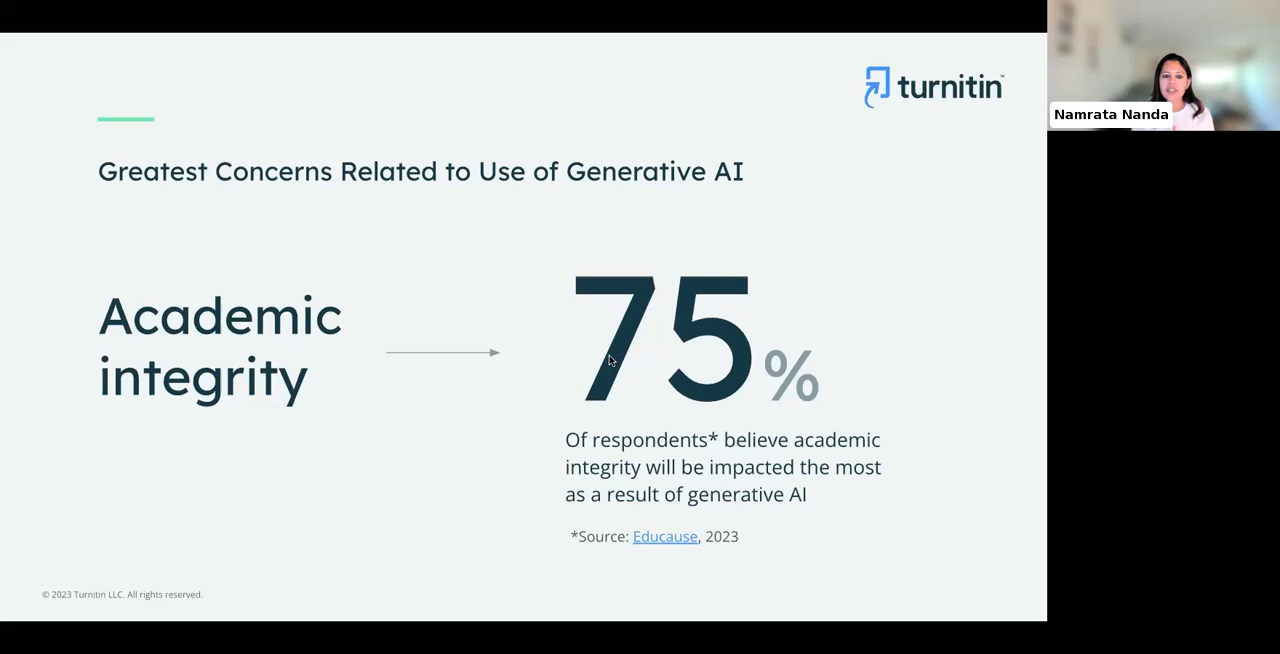 turnitin™
Namrata Nanda
Greatest Concerns Related to Use of Generative AI
Academic
integrity
75%
Of respondents* believe academic
integrity will be impacted the most
as a result of generative AI
*Source: Educause, 2023
© 2023 Turnitin LLC. All rights reserved.